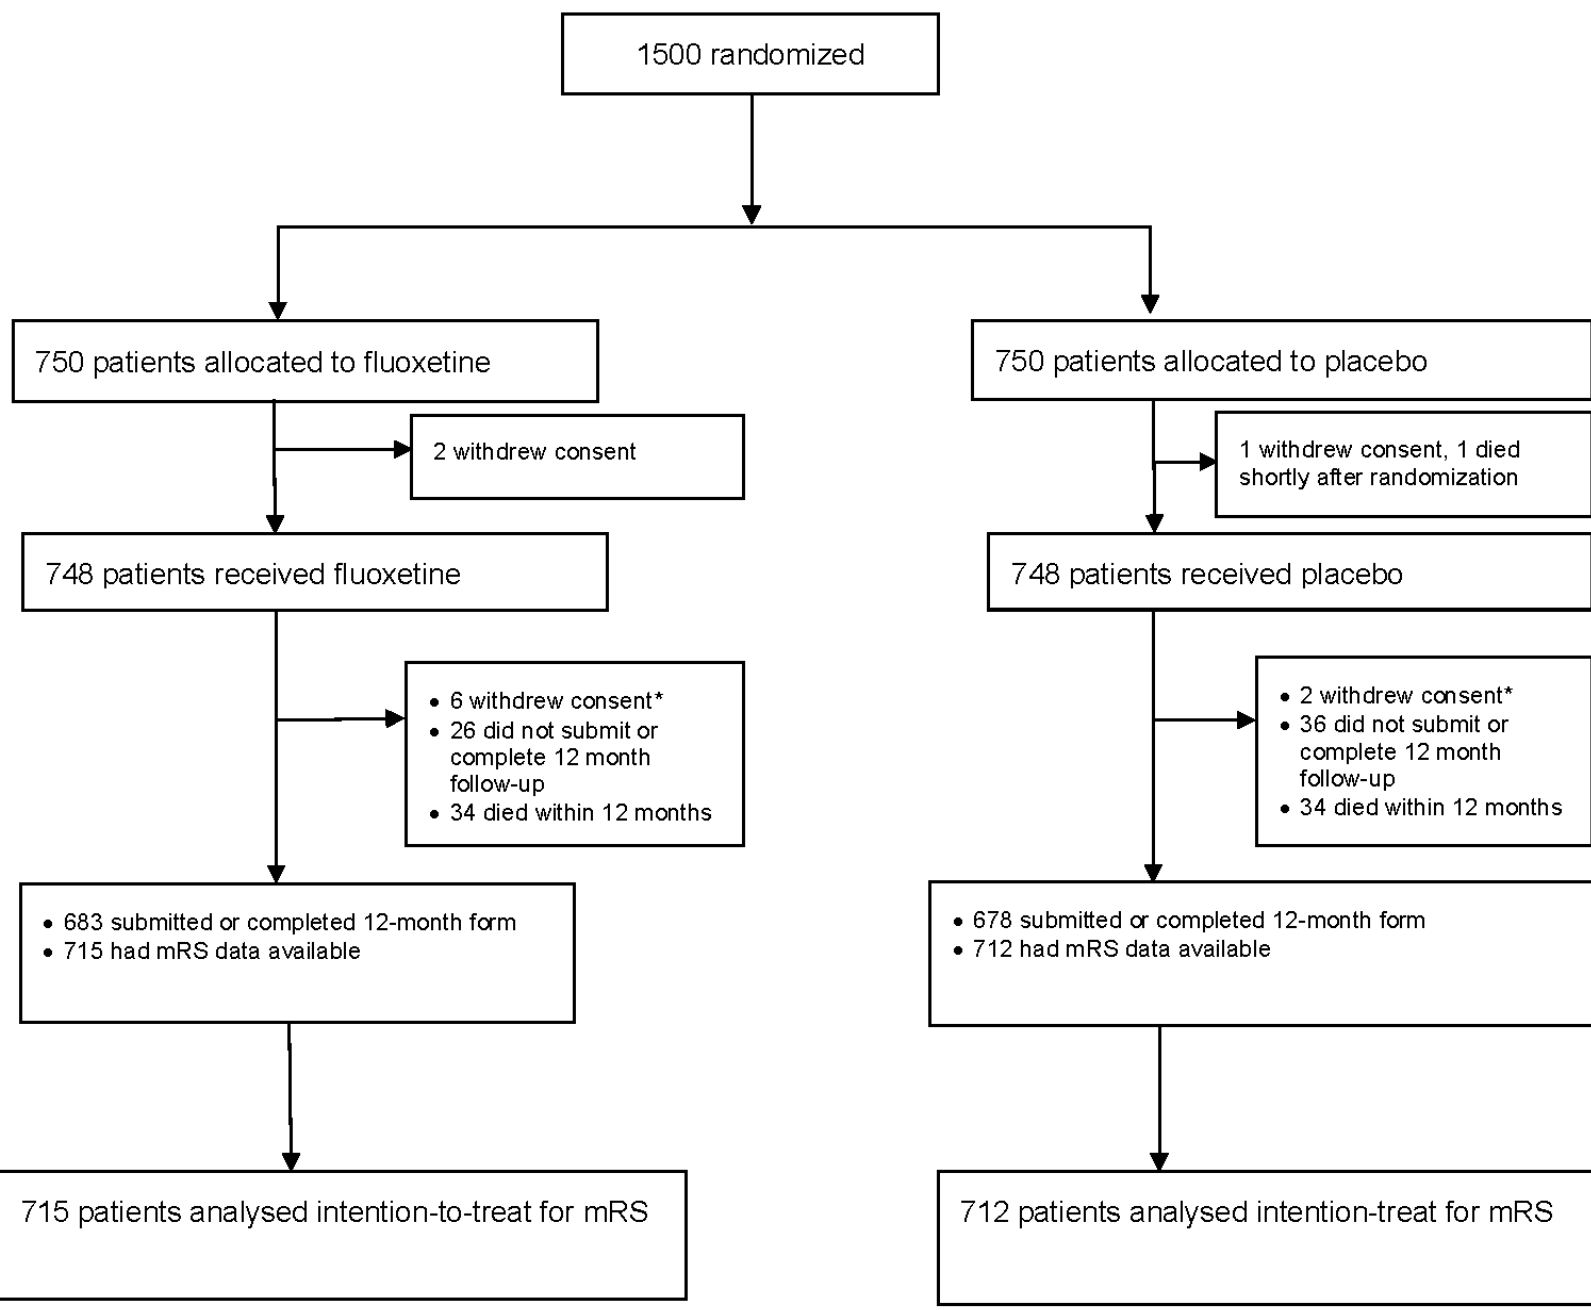 1500 randomized
750 patients allocated to fluoxetine
750 patients allocated to placebo
2 withdrew consent
1 withdrew consent, 1 died
shortly after randomization
748 patients received fluoxetine
748 patients received placebo
• 6 withdrew consent*
• 26 did not submit or
complete 12 month
follow-up
• 34 died within 12 months
• 2 withdrew consent*
• 36 did not submit or
complete 12 month
follow-up
• 34 died within 12 months
• 683 submitted or completed 12-month form
• 715 had mRS data available
• 678 submitted or completed 12-month form
• 712 had mRS data available
715 patients analysed intention-to-treat for mRS
712 patients analysed intention-treat for mRS